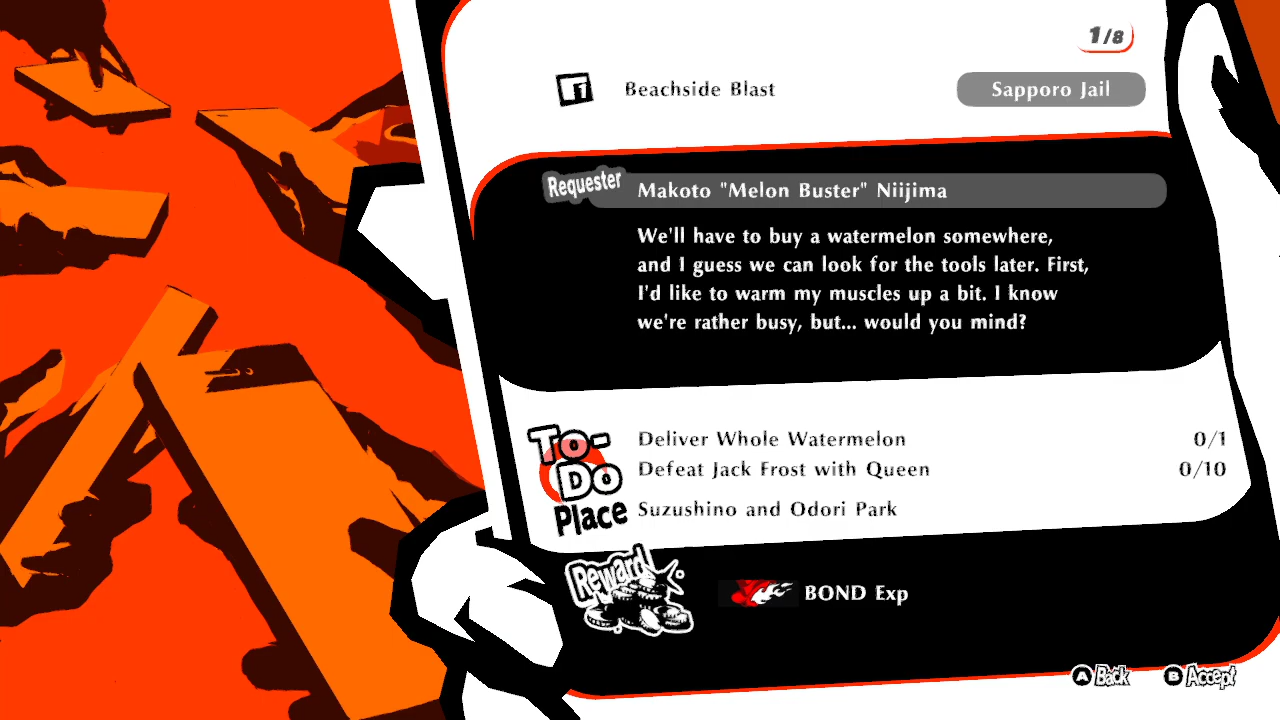 1/8
Beachside Blast
Sapporo Jail
Requester
Makoto "Melon Buster" Niijima
We'll have to buy a watermelon somewhere,
and I guess we can look for the tools later. First,
I'd like to warm my muscles up a bit. I know
we're rather busy, but... would you mind?
To-Do
Deliver Whole Watermelon 0/1
Defeat Jack Frost with Queen 0/10
Place
Suzushino and Odori Park
Reward
BOND Exp
A Back
B Accept